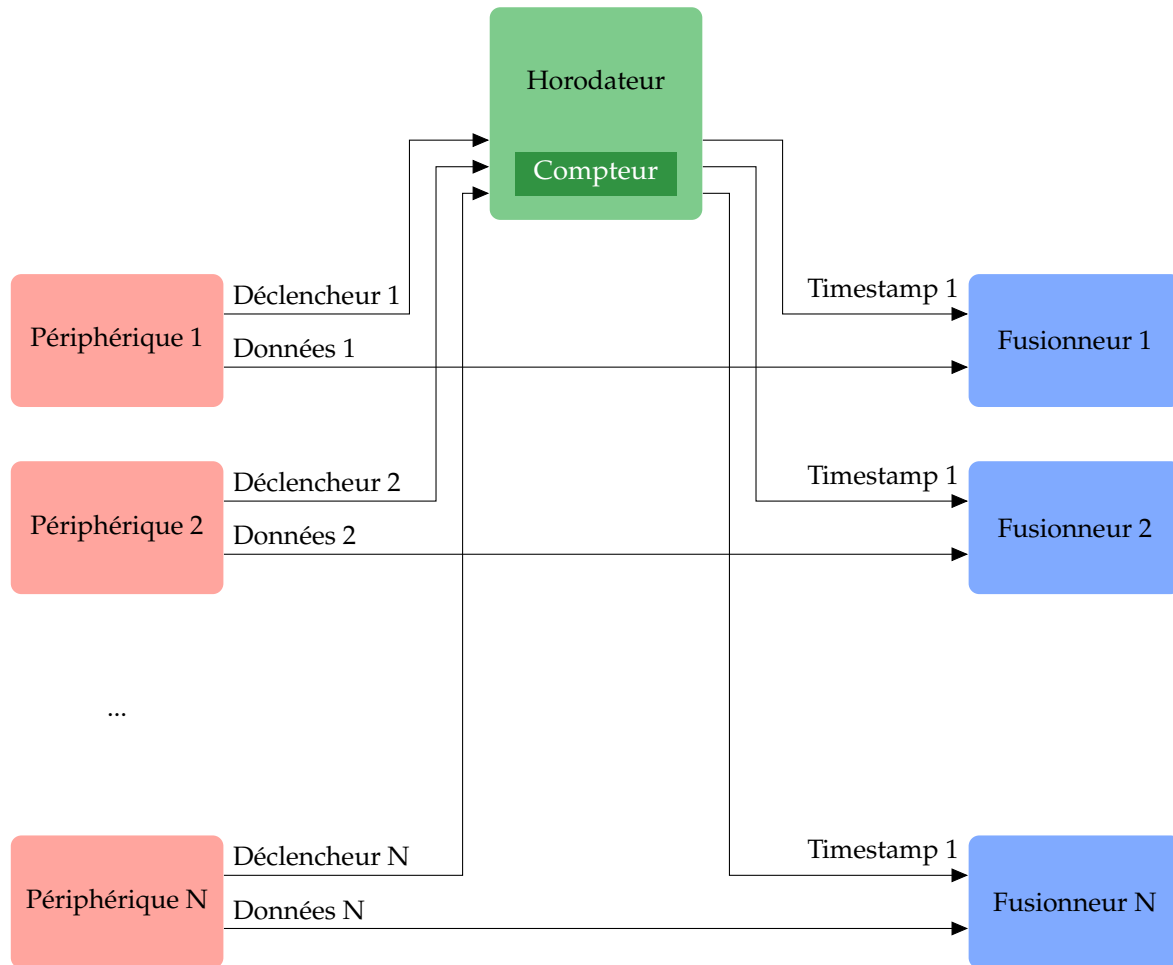 Horodateur
Compteur
Déclencheur 1
Timestamp 1
Périphérique 1
Fusionneur 1
Données 1
Déclencheur 2
Timestamp 1
Périphérique 2
Fusionneur 2
Données 2
...
Déclencheur N
Timestamp 1
Périphérique N
Fusionneur N
Données N